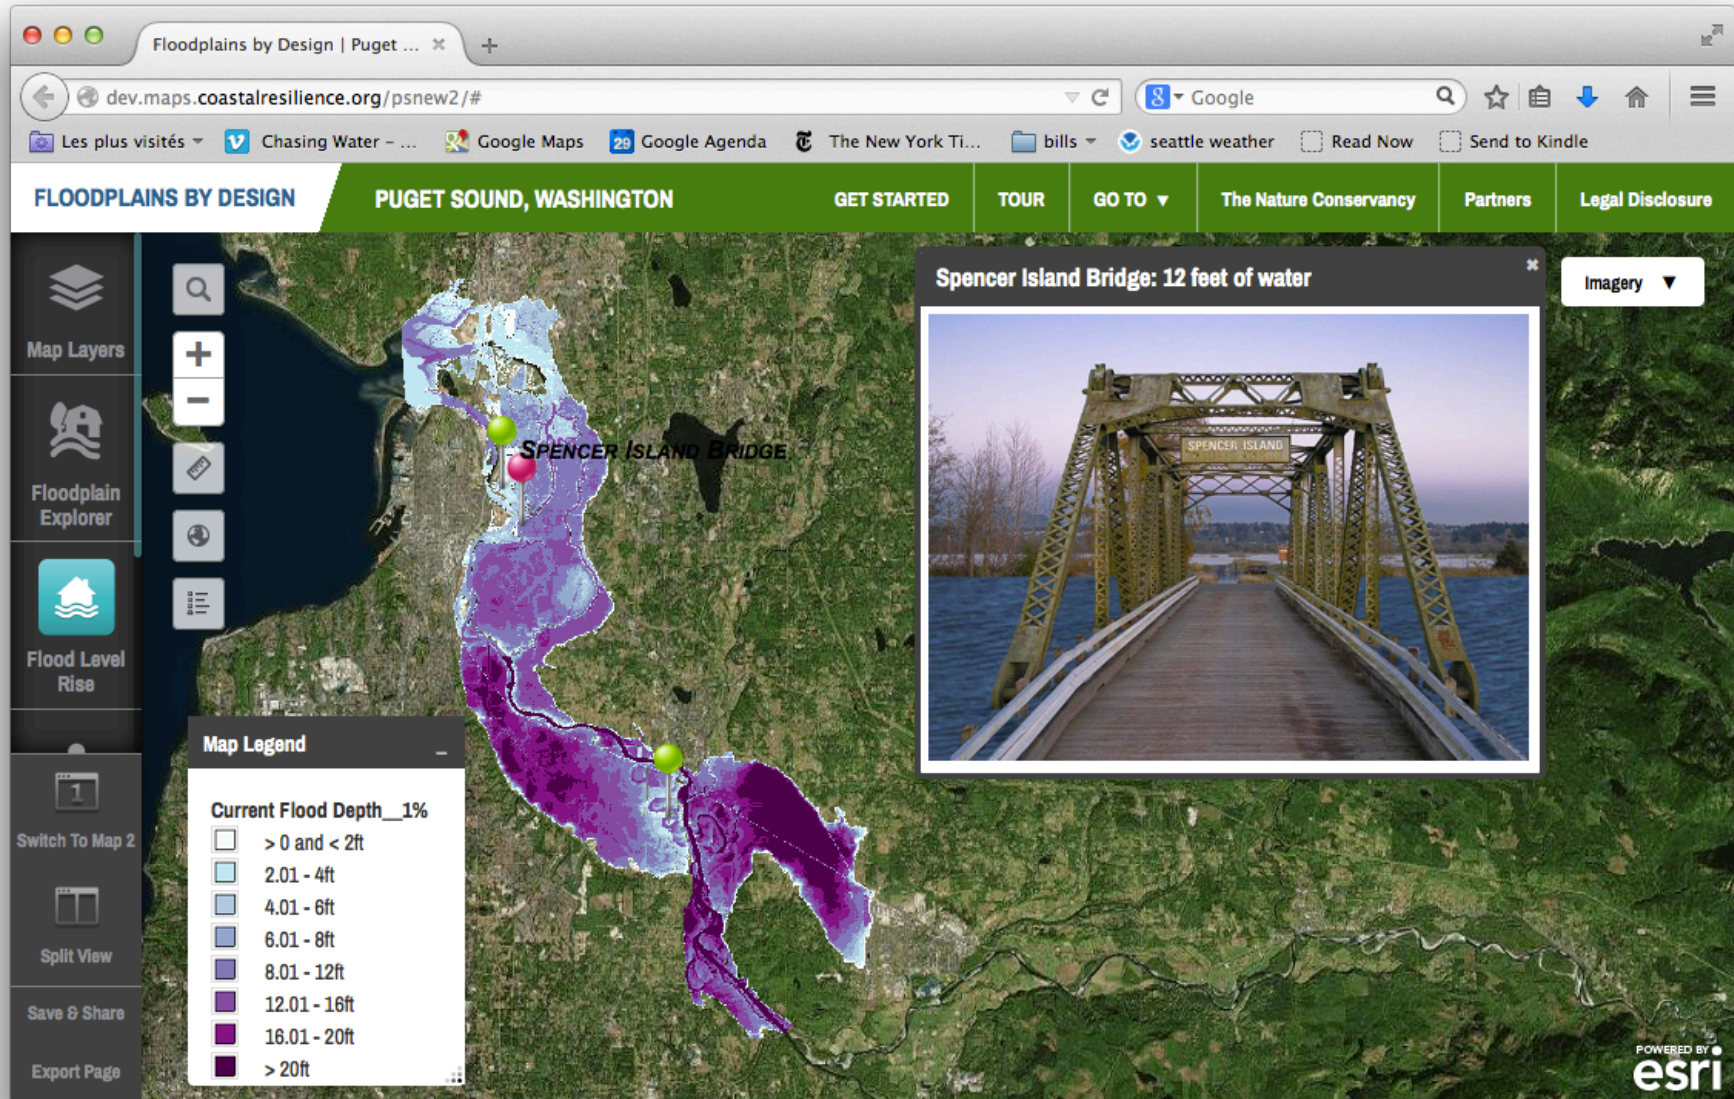 Floodplains by Design | Puget ...
dev.maps.coastalresilience.org/psnew2/#
Google
Les plus visités
Chasing Water – ...
Google Maps
29 Google Agenda
The New York Ti...
bills
seattle weather
Read Now
Send to Kindle
FLOODPLAINS BY DESIGN
PUGET SOUND, WASHINGTON
GET STARTED
TOUR
GO TO ▼
The Nature Conservancy
Partners
Legal Disclosure
Map Layers
Floodplain
Explorer
Flood Level
Rise
1
Switch To Map 2
Split View
Save & Share
Export Page
SPENCER ISLAND BRIDGE
Spencer Island Bridge: 12 feet of water
SPENCER ISLAND
Imagery ▼
Map Legend
Current Flood Depth__1%
> 0 and < 2ft
2.01 - 4ft
4.01 - 6ft
6.01 - 8ft
8.01 - 12ft
12.01 - 16ft
16.01 - 20ft
> 20ft
POWERED BY
esri